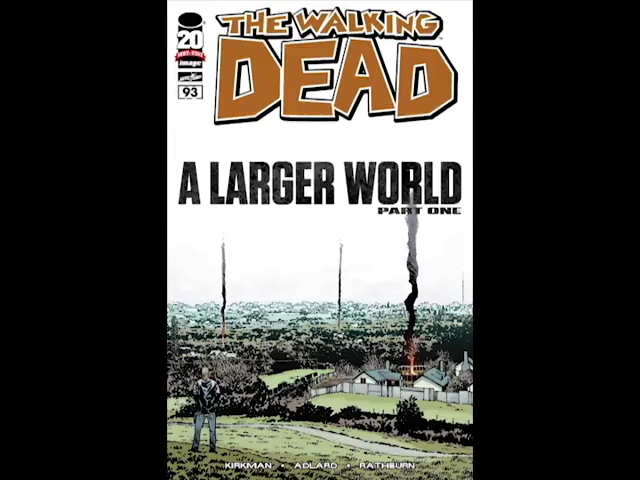 THE WALKING
DEAD
20
image
93
A LARGER WORLD
PART ONE
KIRKMAN • ADLARD • RATHBURN